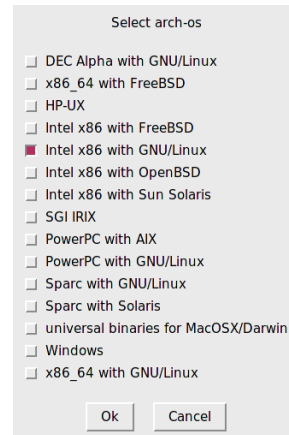 Select arch-os
DEC Alpha with GNU/Linux
x86_64 with FreeBSD
HP-UX
Intel x86 with FreeBSD
Intel x86 with GNU/Linux
Intel x86 with OpenBSD
Intel x86 with Sun Solaris
SGI IRIX
PowerPC with AIX
PowerPC with GNU/Linux
Sparc with GNU/Linux
Sparc with Solaris
universal binaries for MacOSX/Darwin
Windows
x86_64 with GNU/Linux
Ok Cancel